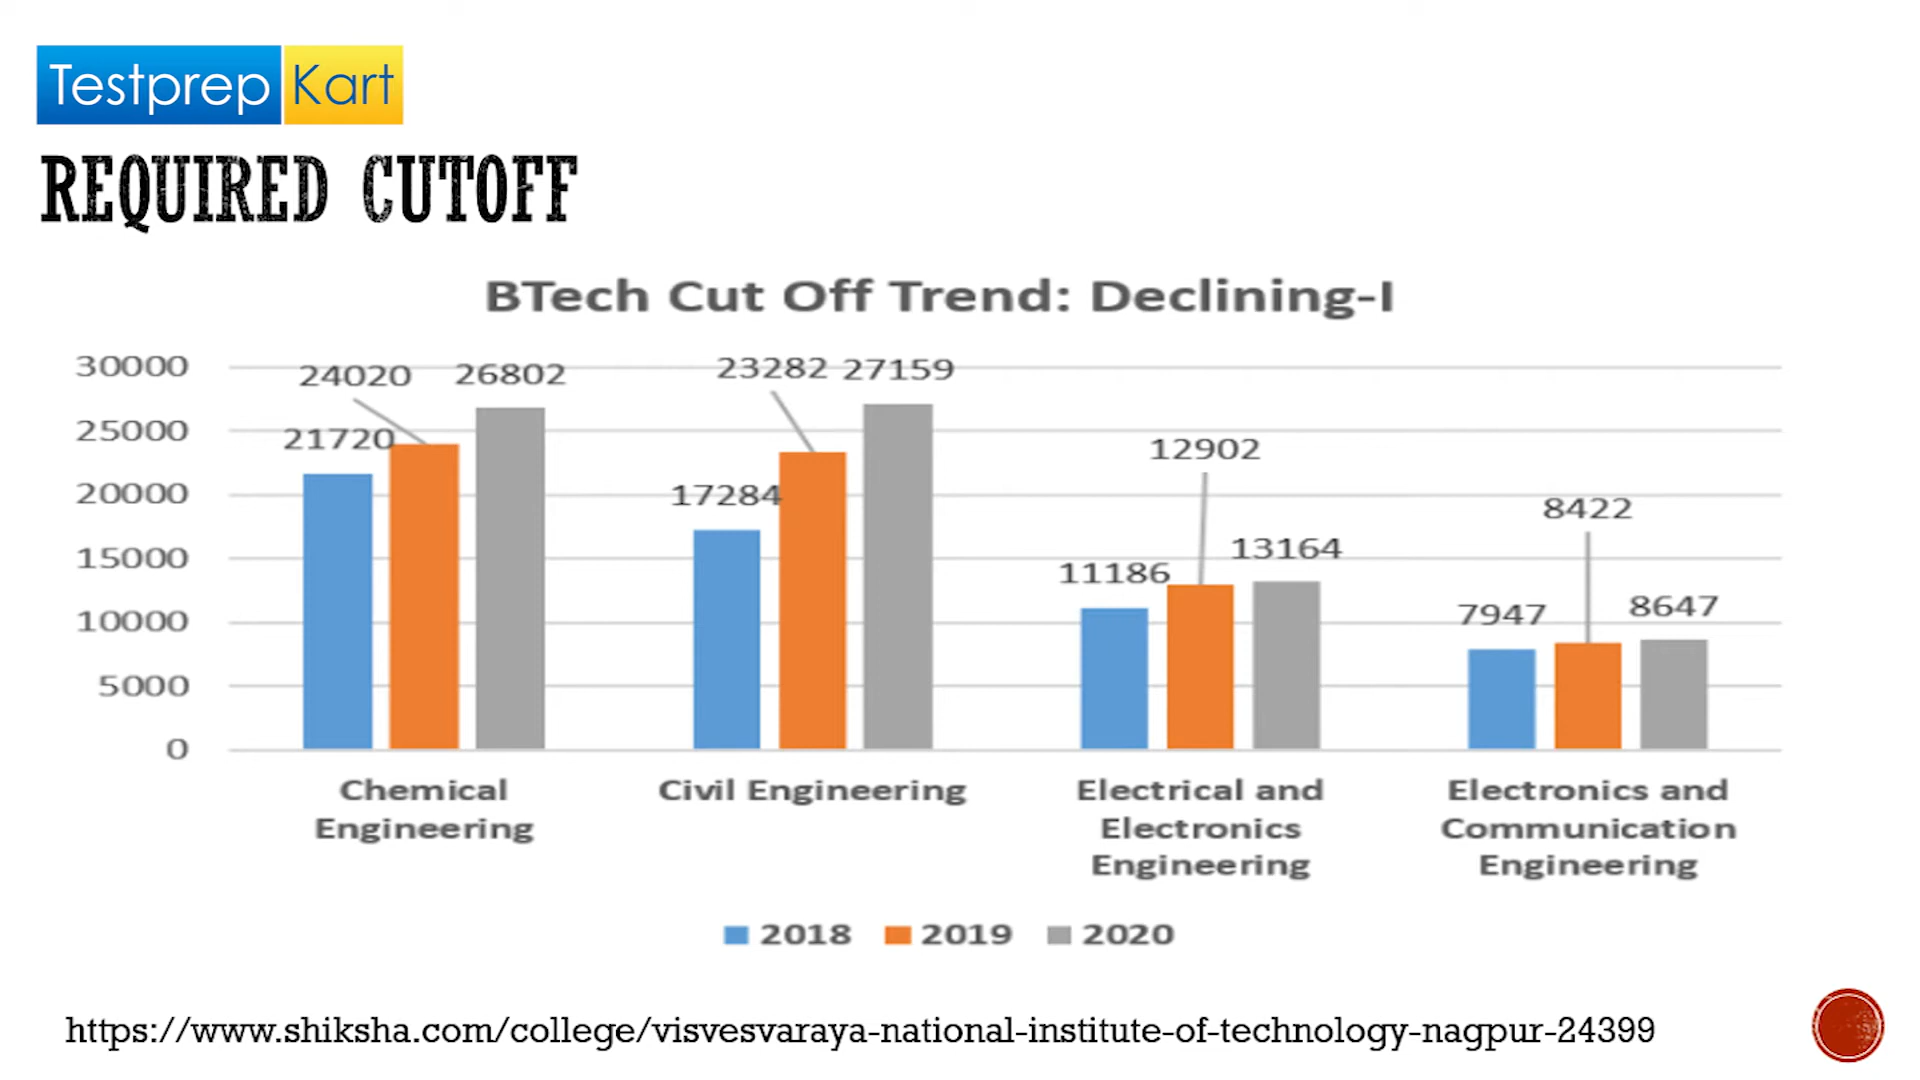 Testprep Kart
REQUIRED CUTOFF
BTech Cut Off Trend: Declining-I
30000
25000
20000
15000
10000
5000
0
21720
24020
26802
17284
23282
27159
11186
12902
13164
7947
8422
8647
Chemical
Engineering
Civil Engineering
Electrical and
Electronics
Engineering
Electronics and
Communication
Engineering
2018 2019 2020
https://www.shiksha.com/college/visvesvaraya-national-institute-of-technology-nagpur-24399